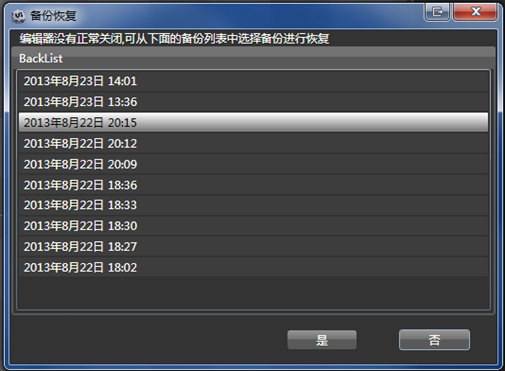 备份恢复
编辑器没有正常关闭,可从下面的备份列表中选择备份进行恢复
BackList
2013年8月23日 14:01
2013年8月23日 13:36
2013年8月22日 20:15
2013年8月22日 20:12
2013年8月22日 20:09
2013年8月22日 18:36
2013年8月22日 18:33
2013年8月22日 18:30
2013年8月22日 18:27
2013年8月22日 18:02
是 否